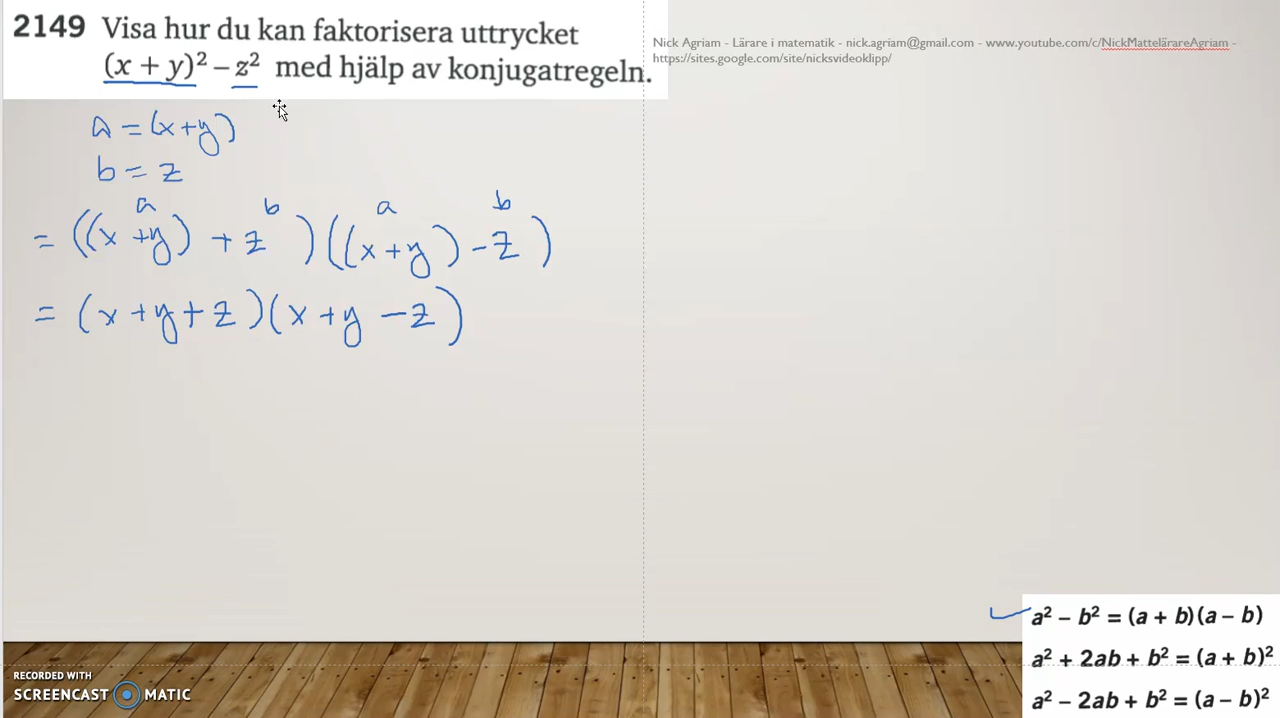 2149 Visa hur du kan faktorisera uttrycket
(x + y)² – z² med hjälp av konjugatregeln.
Nick Agriam - Lärare i matematik - nick.agriam@gmail.com - www.youtube.com/c/NickMattelärareAgriam -
https://sites.google.com/site/nicksvideoklipp/
a = (x+y)
b = z
a b a b
= ((x+y) + z)((x+y) - z)
= (x+y+z)(x+y-z)
a² – b² = (a + b)(a – b)
a² + 2ab + b² = (a + b)²
a² – 2ab + b² = (a – b)²
RECORDED WITH
SCREENCAST MATIC